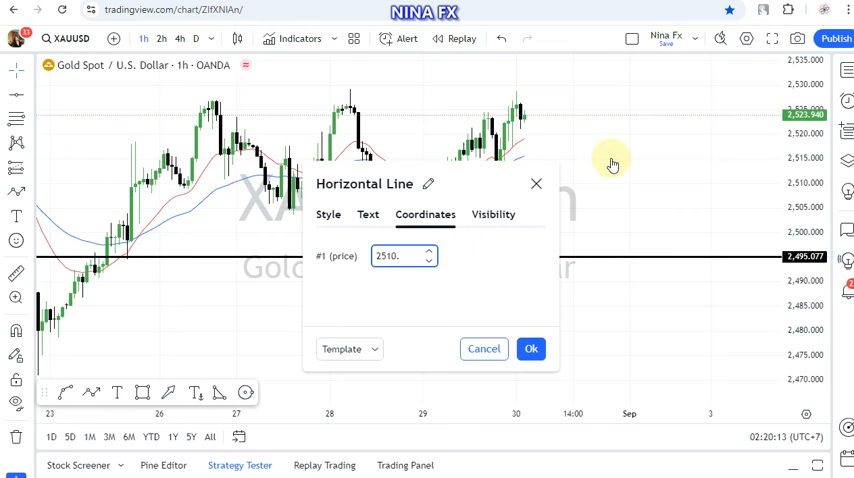 NINA FX
tradingview.com/chart/ZIfXNIAn/
33
XAUUSD
1h 2h 4h D
Indicators
Alert
Replay
Nina Fx
Save
Publish
Gold Spot / U.S. Dollar · 1h · OANDA
2,535.000
2,530.000
2,523.940
2,520.000
2,515.000
2,510.000
2,505.000
2,500.000
2,495.077
2,490.000
2,485.000
2,480.000
2,475.000
2,470.000
Horizontal Line
Style Text Coordinates Visibility
#1 (price) 2510.
Template
Cancel
Ok
23 26 27 28 29 30 14:00 Sep 3
1D 5D 1M 3M 6M YTD 1Y 5Y All
02:20:13 (UTC+7)
Stock Screener Pine Editor Strategy Tester Replay Trading Trading Panel